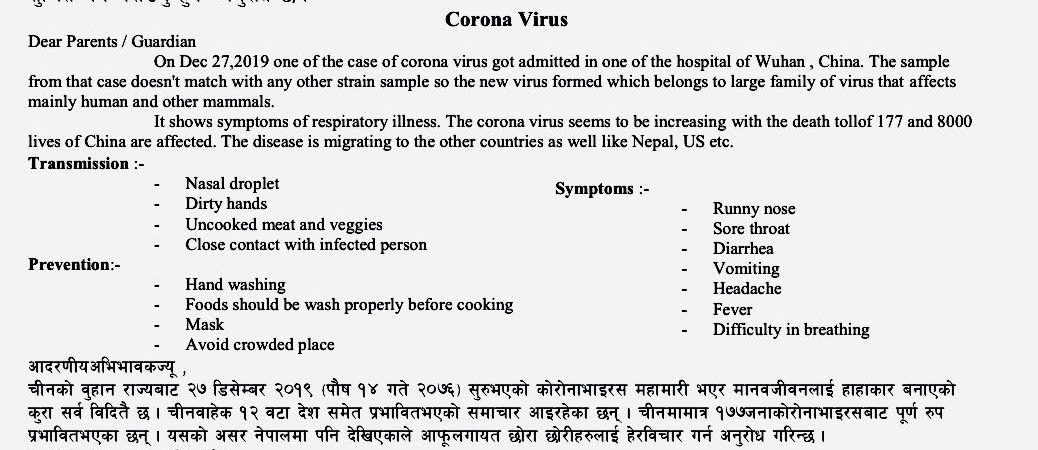 Corona Virus
Dear Parents / Guardian
On Dec 27,2019 one of the case of corona virus got admitted in one of the hospital of Wuhan , China. The sample
from that case doesn't match with any other strain sample so the new virus formed which belongs to large family of virus that affects
mainly human and other mammals.
It shows symptoms of respiratory illness. The corona virus seems to be increasing with the death tollof 177 and 8000
lives of China are affected. The disease is migrating to the other countries as well like Nepal, US etc.
Transmission :-
- Nasal droplet
- Dirty hands
- Uncooked meat and veggies
- Close contact with infected person
Prevention:-
- Hand washing
- Foods should be wash properly before cooking
- Mask
- Avoid crowded place
Symptoms :-
- Runny nose
- Sore throat
- Diarrhea
- Vomiting
- Headache
- Fever
- Difficulty in breathing
आदरणीयअभिभावकज्यू ,
चीनको बुहान राज्यबाट २७ डिसेम्बर २०१९ (पौष १४ गते २०७६) सुरुभएको कोरोनाभाइरस महामारी भएर मानवजीवनलाई हाहाकार बनाएको
कुरा सर्व बिदितै छ । चीनबाहेक १२ वटा देश समेत प्रभावितभएको समाचार आइरहेका छन् । चीनमामात्र १७७जनाकोरोनाभाइरसबाट पूर्ण रुप
प्रभावितभएका छन् । यसको असर नेपालमा पनि देखिएकाले आफूलगायत छोरा छोरीहरुलाई हेरविचार गर्न अनुरोध गरिन्छ ।